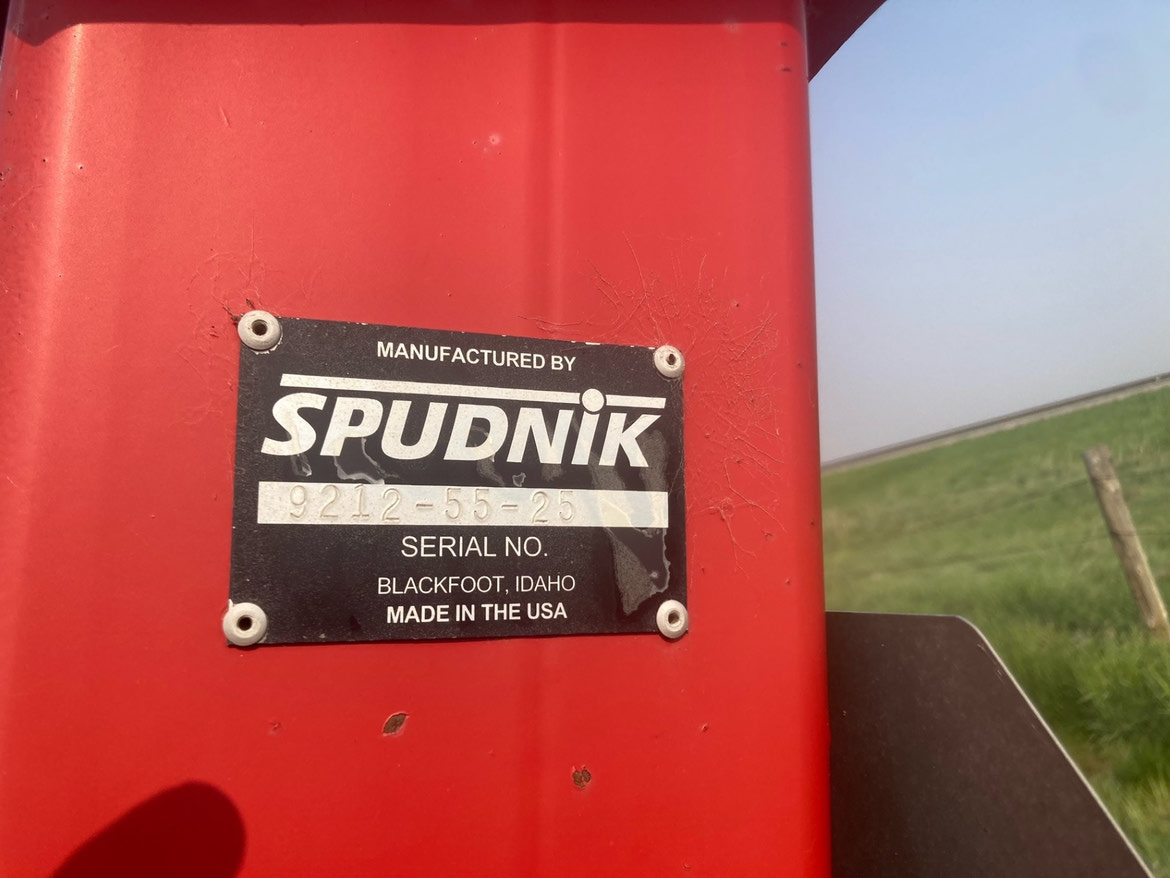 MANUFACTURED BY
SPUDNiK
9212-55-25
SERIAL NO.
BLACKFOOT, IDAHO
MADE IN THE USA